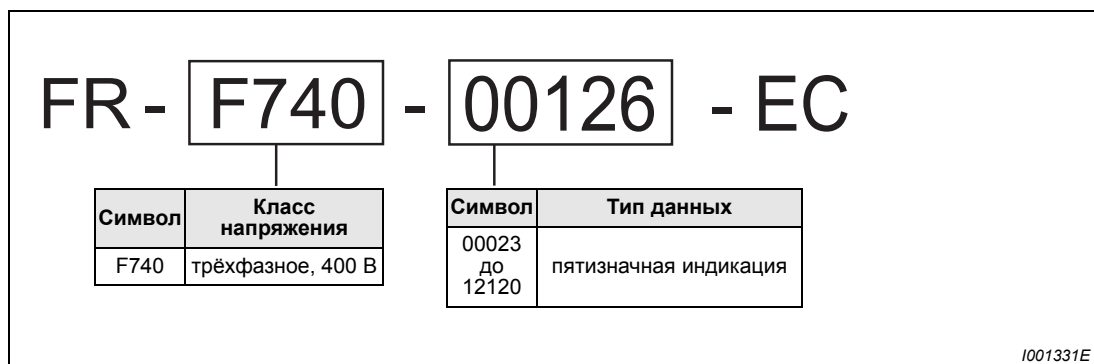 FR - F740 - 00126 - EC
Символ Класс напряжения
F740 трёхфазное, 400 В
Символ Тип данных
00023 до 12120 пятизначная индикация
I001331E